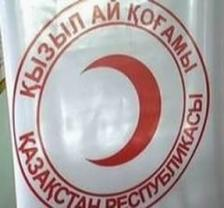 ҚЫЗЫЛ АЙ ҚОҒАМЫ
ҚАЗАҚСТАН РЕСПУБЛИКАСЫ